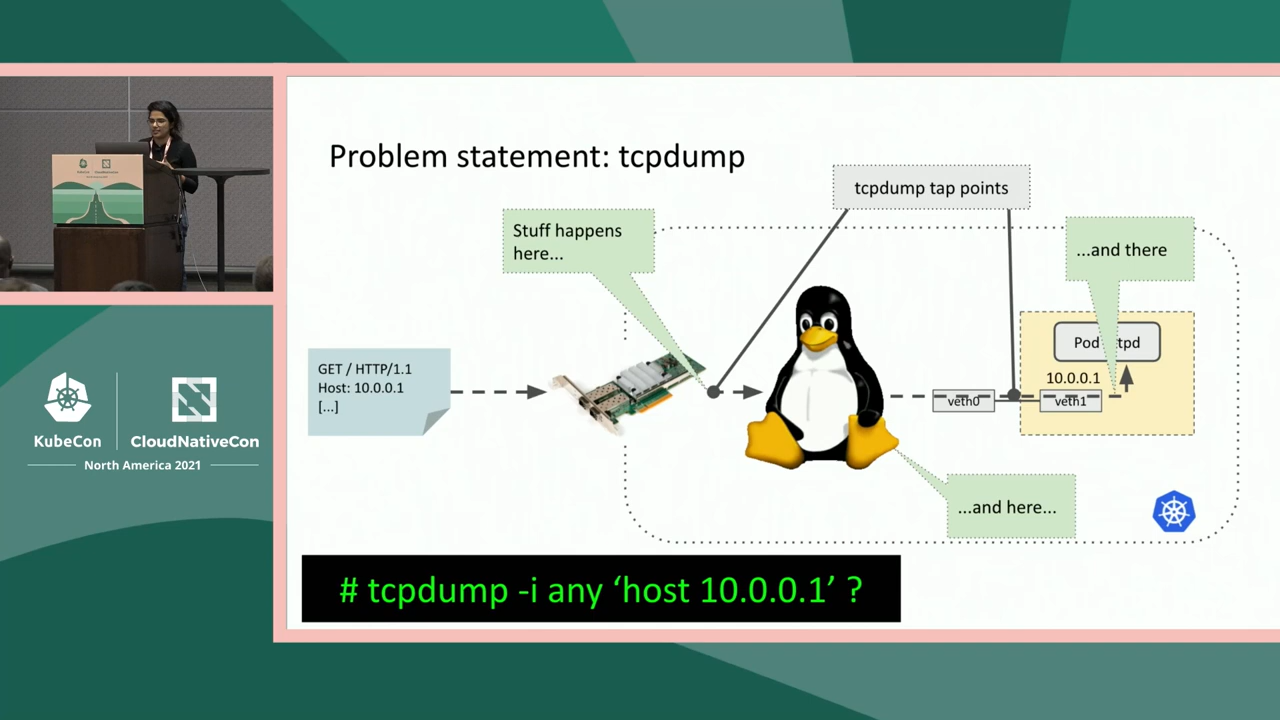 Problem statement: tcpdump
tcpdump tap points
Stuff happens
here...
...and there
GET / HTTP/1.1
Host: 10.0.0.1
[...]
10.0.0.1
veth0
veth1
...and here...
# tcpdump -i any ‘host 10.0.0.1’ ?
KubeCon
CloudNativeCon
North America 2021